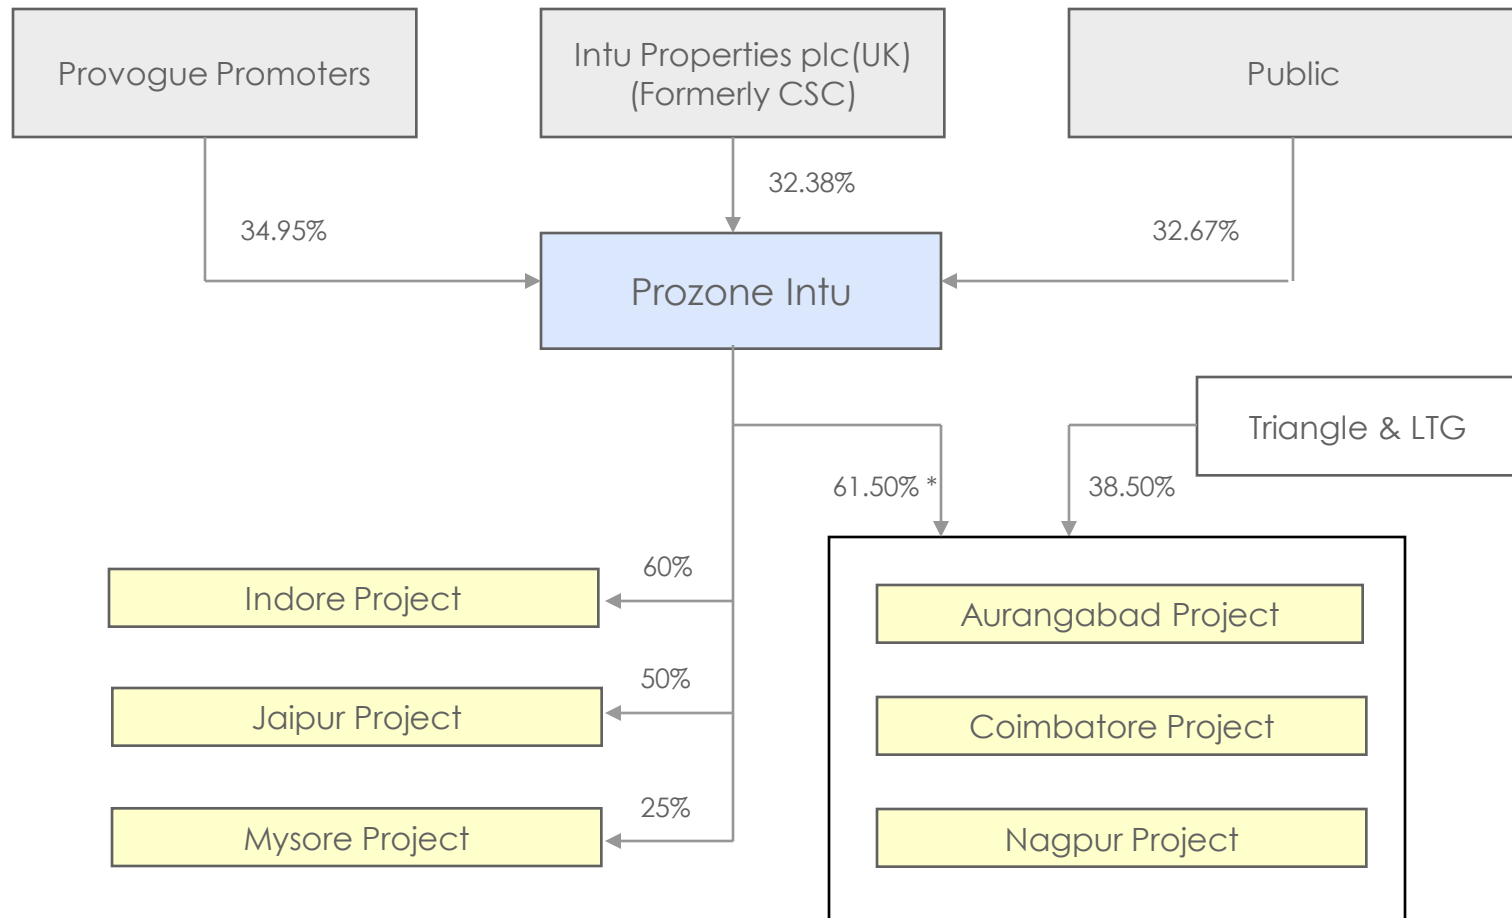 Provogue Promoters
Intu Properties plc(UK)
(Formerly CSC)
Public
32.38%
34.95%
32.67%
Prozone Intu
Triangle & LTG
61.50% *
38.50%
60%
Indore Project
Aurangabad Project
50%
Jaipur Project
Coimbatore Project
25%
Mysore Project
Nagpur Project